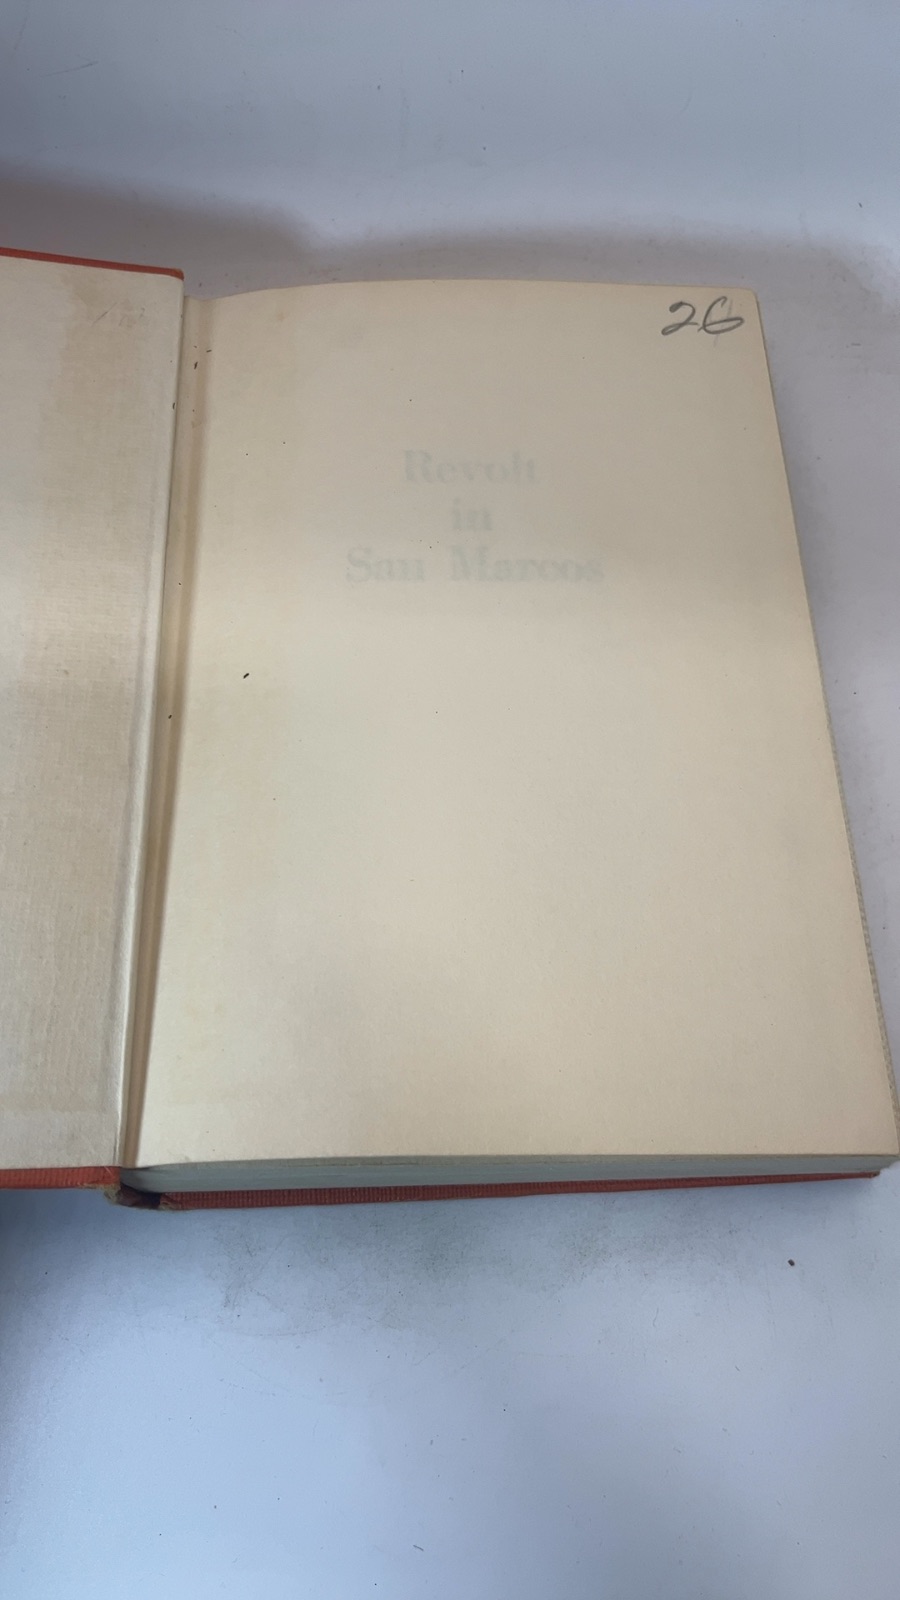 26
Revolt
in
San Marcos